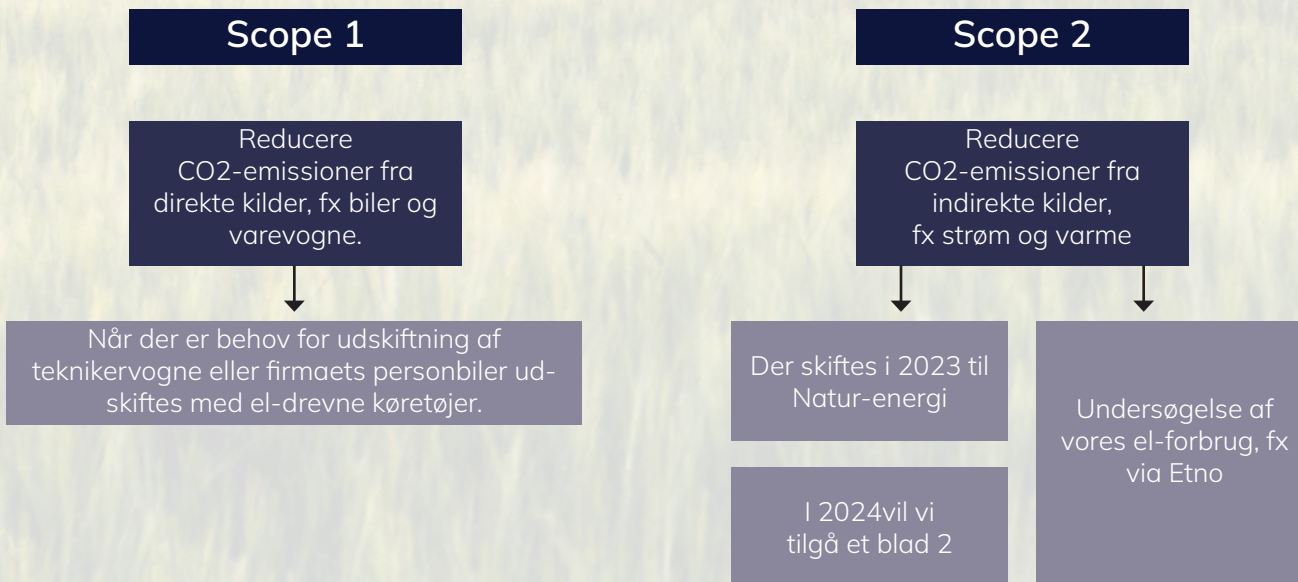 Scope 1
Reducere
CO2-emissioner fra
direkte kilder, fx biler og
varevogne.
Når der er behov for udskiftning af
teknikervogne eller firmaets personbiler ud-
skiftes med el-drevne køretøjer.
Scope 2
Reducere
CO2-emissioner fra
indirekte kilder,
fx strøm og varme
Der skiftes i 2023 til
Natur-energi
I 2024vil vi
tilgå et blad 2
Undersøgelse af
vores el-forbrug, fx
via Etno